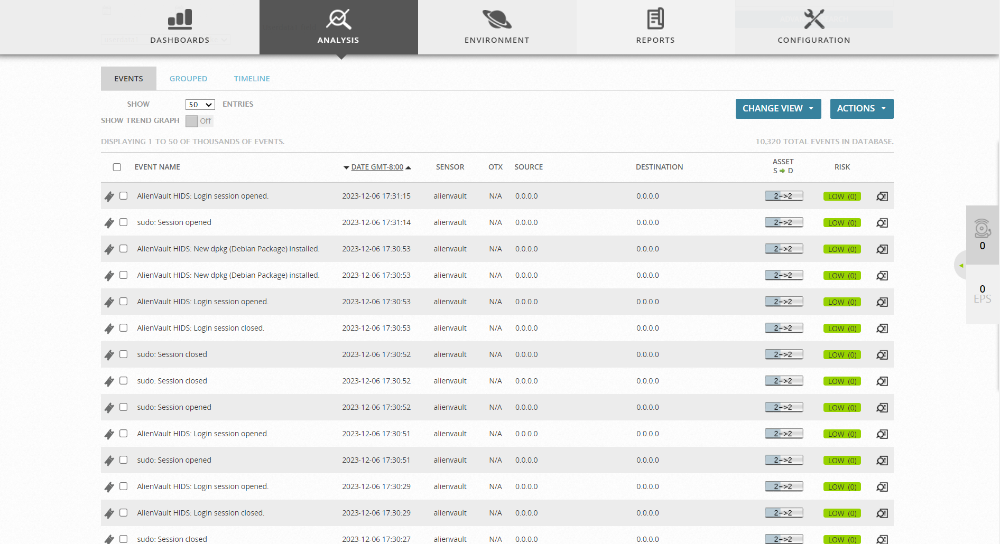 DASHBOARDS ANALYSIS ENVIRONMENT REPORTS CONFIGURATION
EVENTS GROUPED TIMELINE
SHOW 50 ENTRIES CHANGE VIEW ACTIONS
SHOW TREND GRAPH Off
DISPLAYING 1 TO 50 OF THOUSANDS OF EVENTS. 10,320 TOTAL EVENTS IN DATABASE.
EVENT NAME DATE GMT-8:00 SENSOR OTX SOURCE DESTINATION ASSET S D RISK
AlienVault HIDS: Login session opened. 2023-12-06 17:31:15 alienvault N/A 0.0.0.0 0.0.0.0 2->2 LOW (0)
sudo: Session opened 2023-12-06 17:31:14 alienvault N/A 0.0.0.0 0.0.0.0 2->2 LOW (0)
AlienVault HIDS: New dpkg (Debian Package) installed. 2023-12-06 17:30:53 alienvault N/A 0.0.0.0 0.0.0.0 2->2 LOW (0)
AlienVault HIDS: New dpkg (Debian Package) installed. 2023-12-06 17:30:53 alienvault N/A 0.0.0.0 0.0.0.0 2->2 LOW (0)
AlienVault HIDS: Login session opened. 2023-12-06 17:30:53 alienvault N/A 0.0.0.0 0.0.0.0 2->2 LOW (0)
AlienVault HIDS: Login session closed. 2023-12-06 17:30:53 alienvault N/A 0.0.0.0 0.0.0.0 2->2 LOW (0)
sudo: Session closed 2023-12-06 17:30:52 alienvault N/A 0.0.0.0 0.0.0.0 2->2 LOW (0)
sudo: Session closed 2023-12-06 17:30:52 alienvault N/A 0.0.0.0 0.0.0.0 2->2 LOW (0)
sudo: Session opened 2023-12-06 17:30:52 alienvault N/A 0.0.0.0 0.0.0.0 2->2 LOW (0)
AlienVault HIDS: Login session opened. 2023-12-06 17:30:51 alienvault N/A 0.0.0.0 0.0.0.0 2->2 LOW (0)
sudo: Session opened 2023-12-06 17:30:51 alienvault N/A 0.0.0.0 0.0.0.0 2->2 LOW (0)
AlienVault HIDS: Login session opened. 2023-12-06 17:30:29 alienvault N/A 0.0.0.0 0.0.0.0 2->2 LOW (0)
AlienVault HIDS: Login session closed. 2023-12-06 17:30:29 alienvault N/A 0.0.0.0 0.0.0.0 2->2 LOW (0)
sudo: Session closed 2023-12-06 17:30:27 alienvault N/A 0.0.0.0 0.0.0.0 2->2 LOW (0)
0
0
EPS